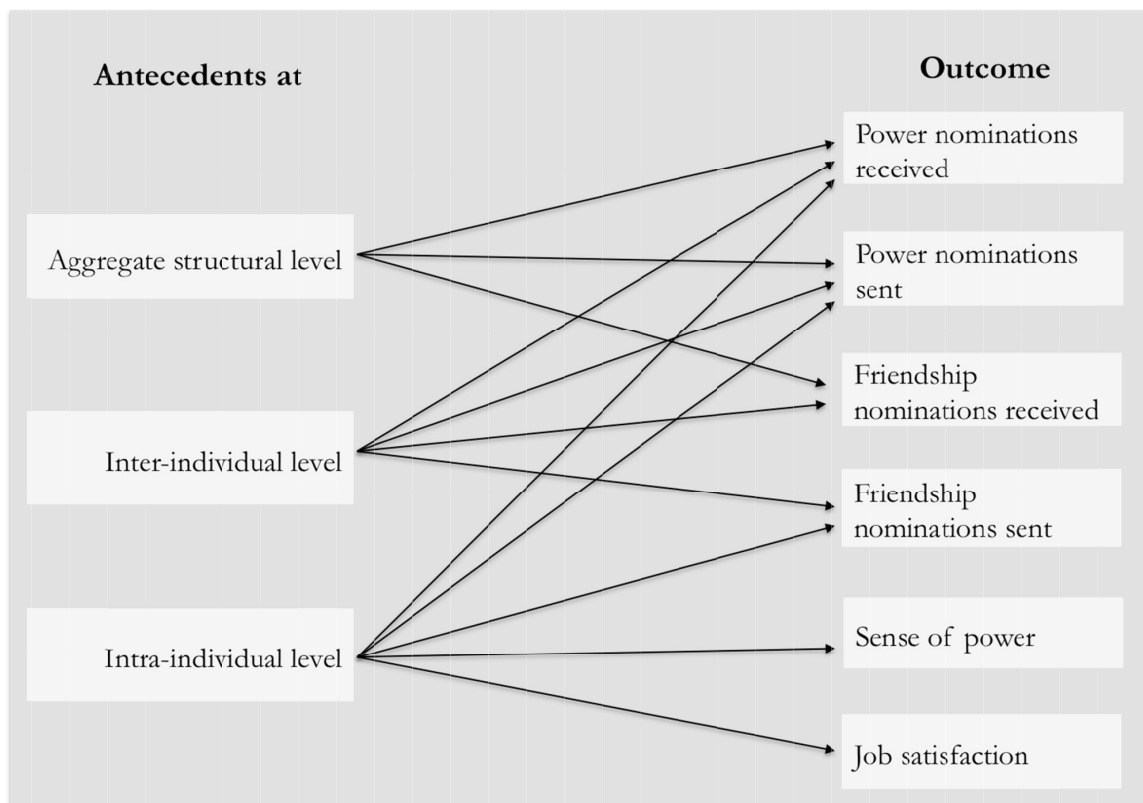 Antecedents at
Outcome
Aggregate structural level
Inter-individual level
Intra-individual level
Power nominations
received
Power nominations
sent
Friendship
nominations received
Friendship
nominations sent
Sense of power
Job satisfaction